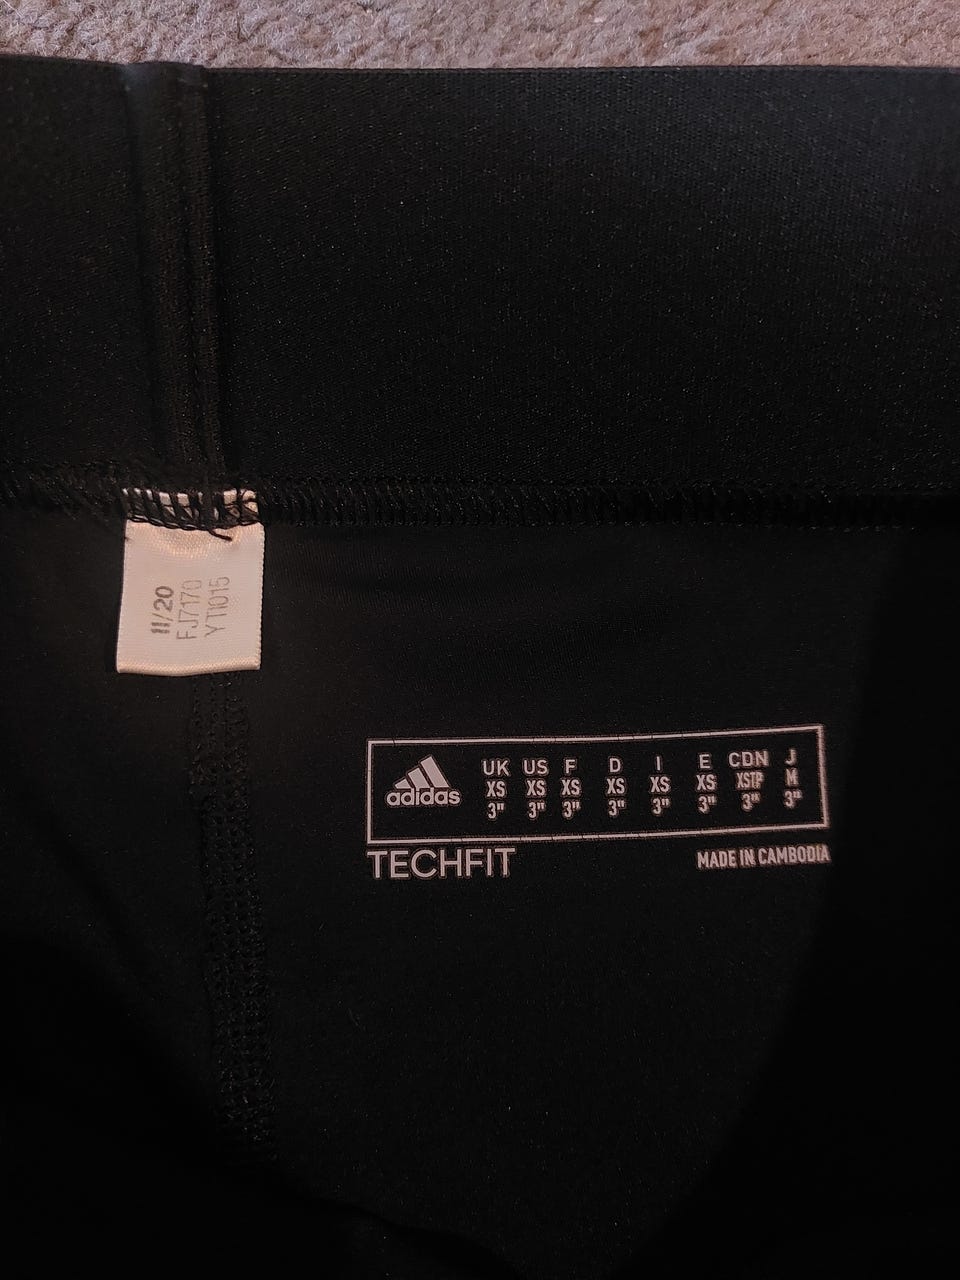 11/20
FJ7170
YT1015
adidas
UK US F D I E CDN J
XS XS XS XS XS XS XSTP M
3" 3" 3" 3" 3" 3" 3" 3"
TECHFIT
MADE IN CAMBODIA